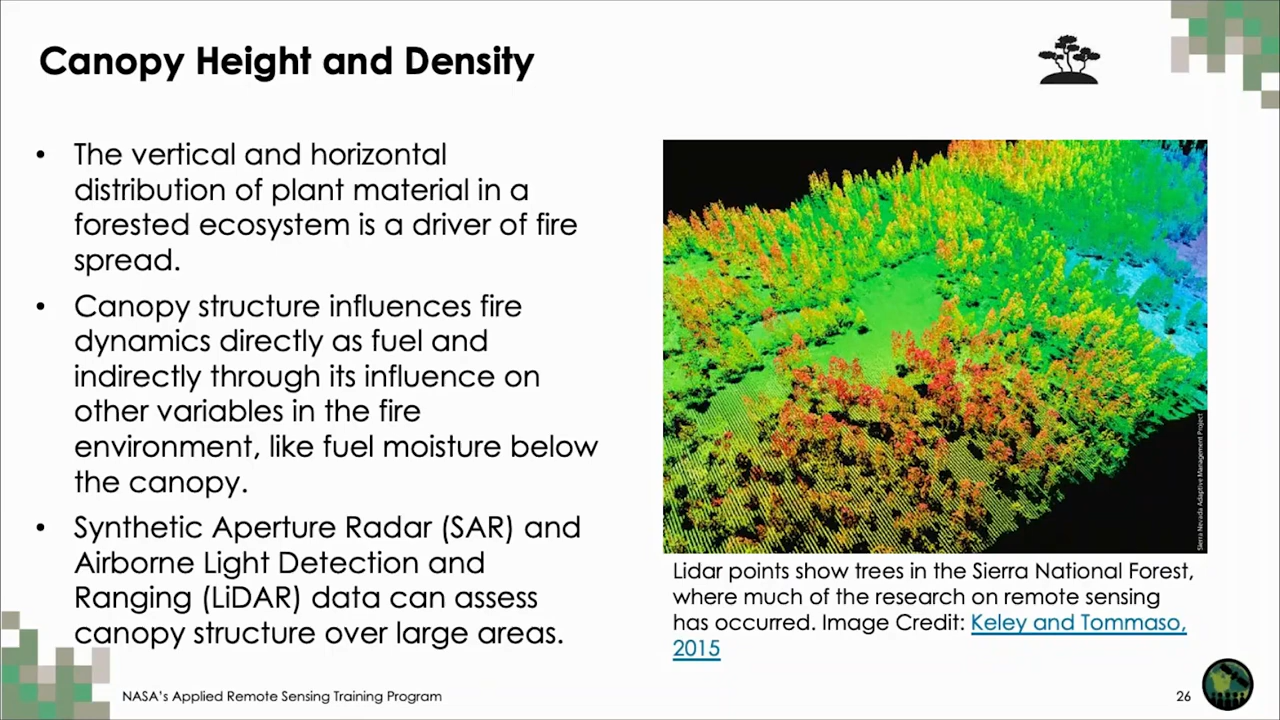 Canopy Height and Density
• The vertical and horizontal
distribution of plant material in a
forested ecosystem is a driver of fire
spread.
• Canopy structure influences fire
dynamics directly as fuel and
indirectly through its influence on
other variables in the fire
environment, like fuel moisture below
the canopy.
• Synthetic Aperture Radar (SAR) and
Airborne Light Detection and
Ranging (LiDAR) data can assess
canopy structure over large areas.
Sierra Nevada Adaptive Management Project
Lidar points show trees in the Sierra National Forest,
where much of the research on remote sensing
has occurred. Image Credit: Keley and Tommaso,
2015
NASA's Applied Remote Sensing Training Program
26